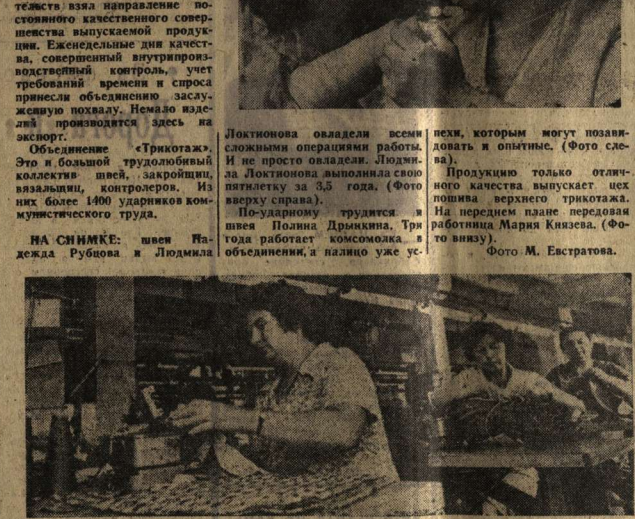 тельств взял направление по-
стоянного качественного совер-
шенства выпускаемой продук-
ции. Еженедельные дни качест-
ва, совершенный внутрипроиз-
водственный контроль, учет
требований времени и спроса
принесли объединению заслу-
женную похвалу. Немало изде-
лий производится здесь на
экспорт.
Объединение «Трикотаж».
Это и большой трудолюбивый
коллектив швей, закройщиц,
вязальщиц, контролеров. Из
них более 1400 ударников ком-
мунистического труда.
НА СНИМКЕ: швеи На-
дежда Рубцова и Людмила
Локтионова овладели всеми
сложными операциями работы.
И не просто овладели. Людми-
ла Локтионова выполнила свою
пятилетку за 3,5 года. (Фото
вверху справа).
По-ударному трудится и
швея Полина Дрынкина. Три
года работает комсомолка в
объединении, а налицо уже ус-
пехи, которым могут позави-
довать и опытные. (Фото сле-
ва).
Продукцию только отлич-
ного качества выпускает цех
пошива верхнего трикотажа.
На переднем плане передовая
работница Мария Князева. (Фо-
то внизу).
Фото М. Евстратова.